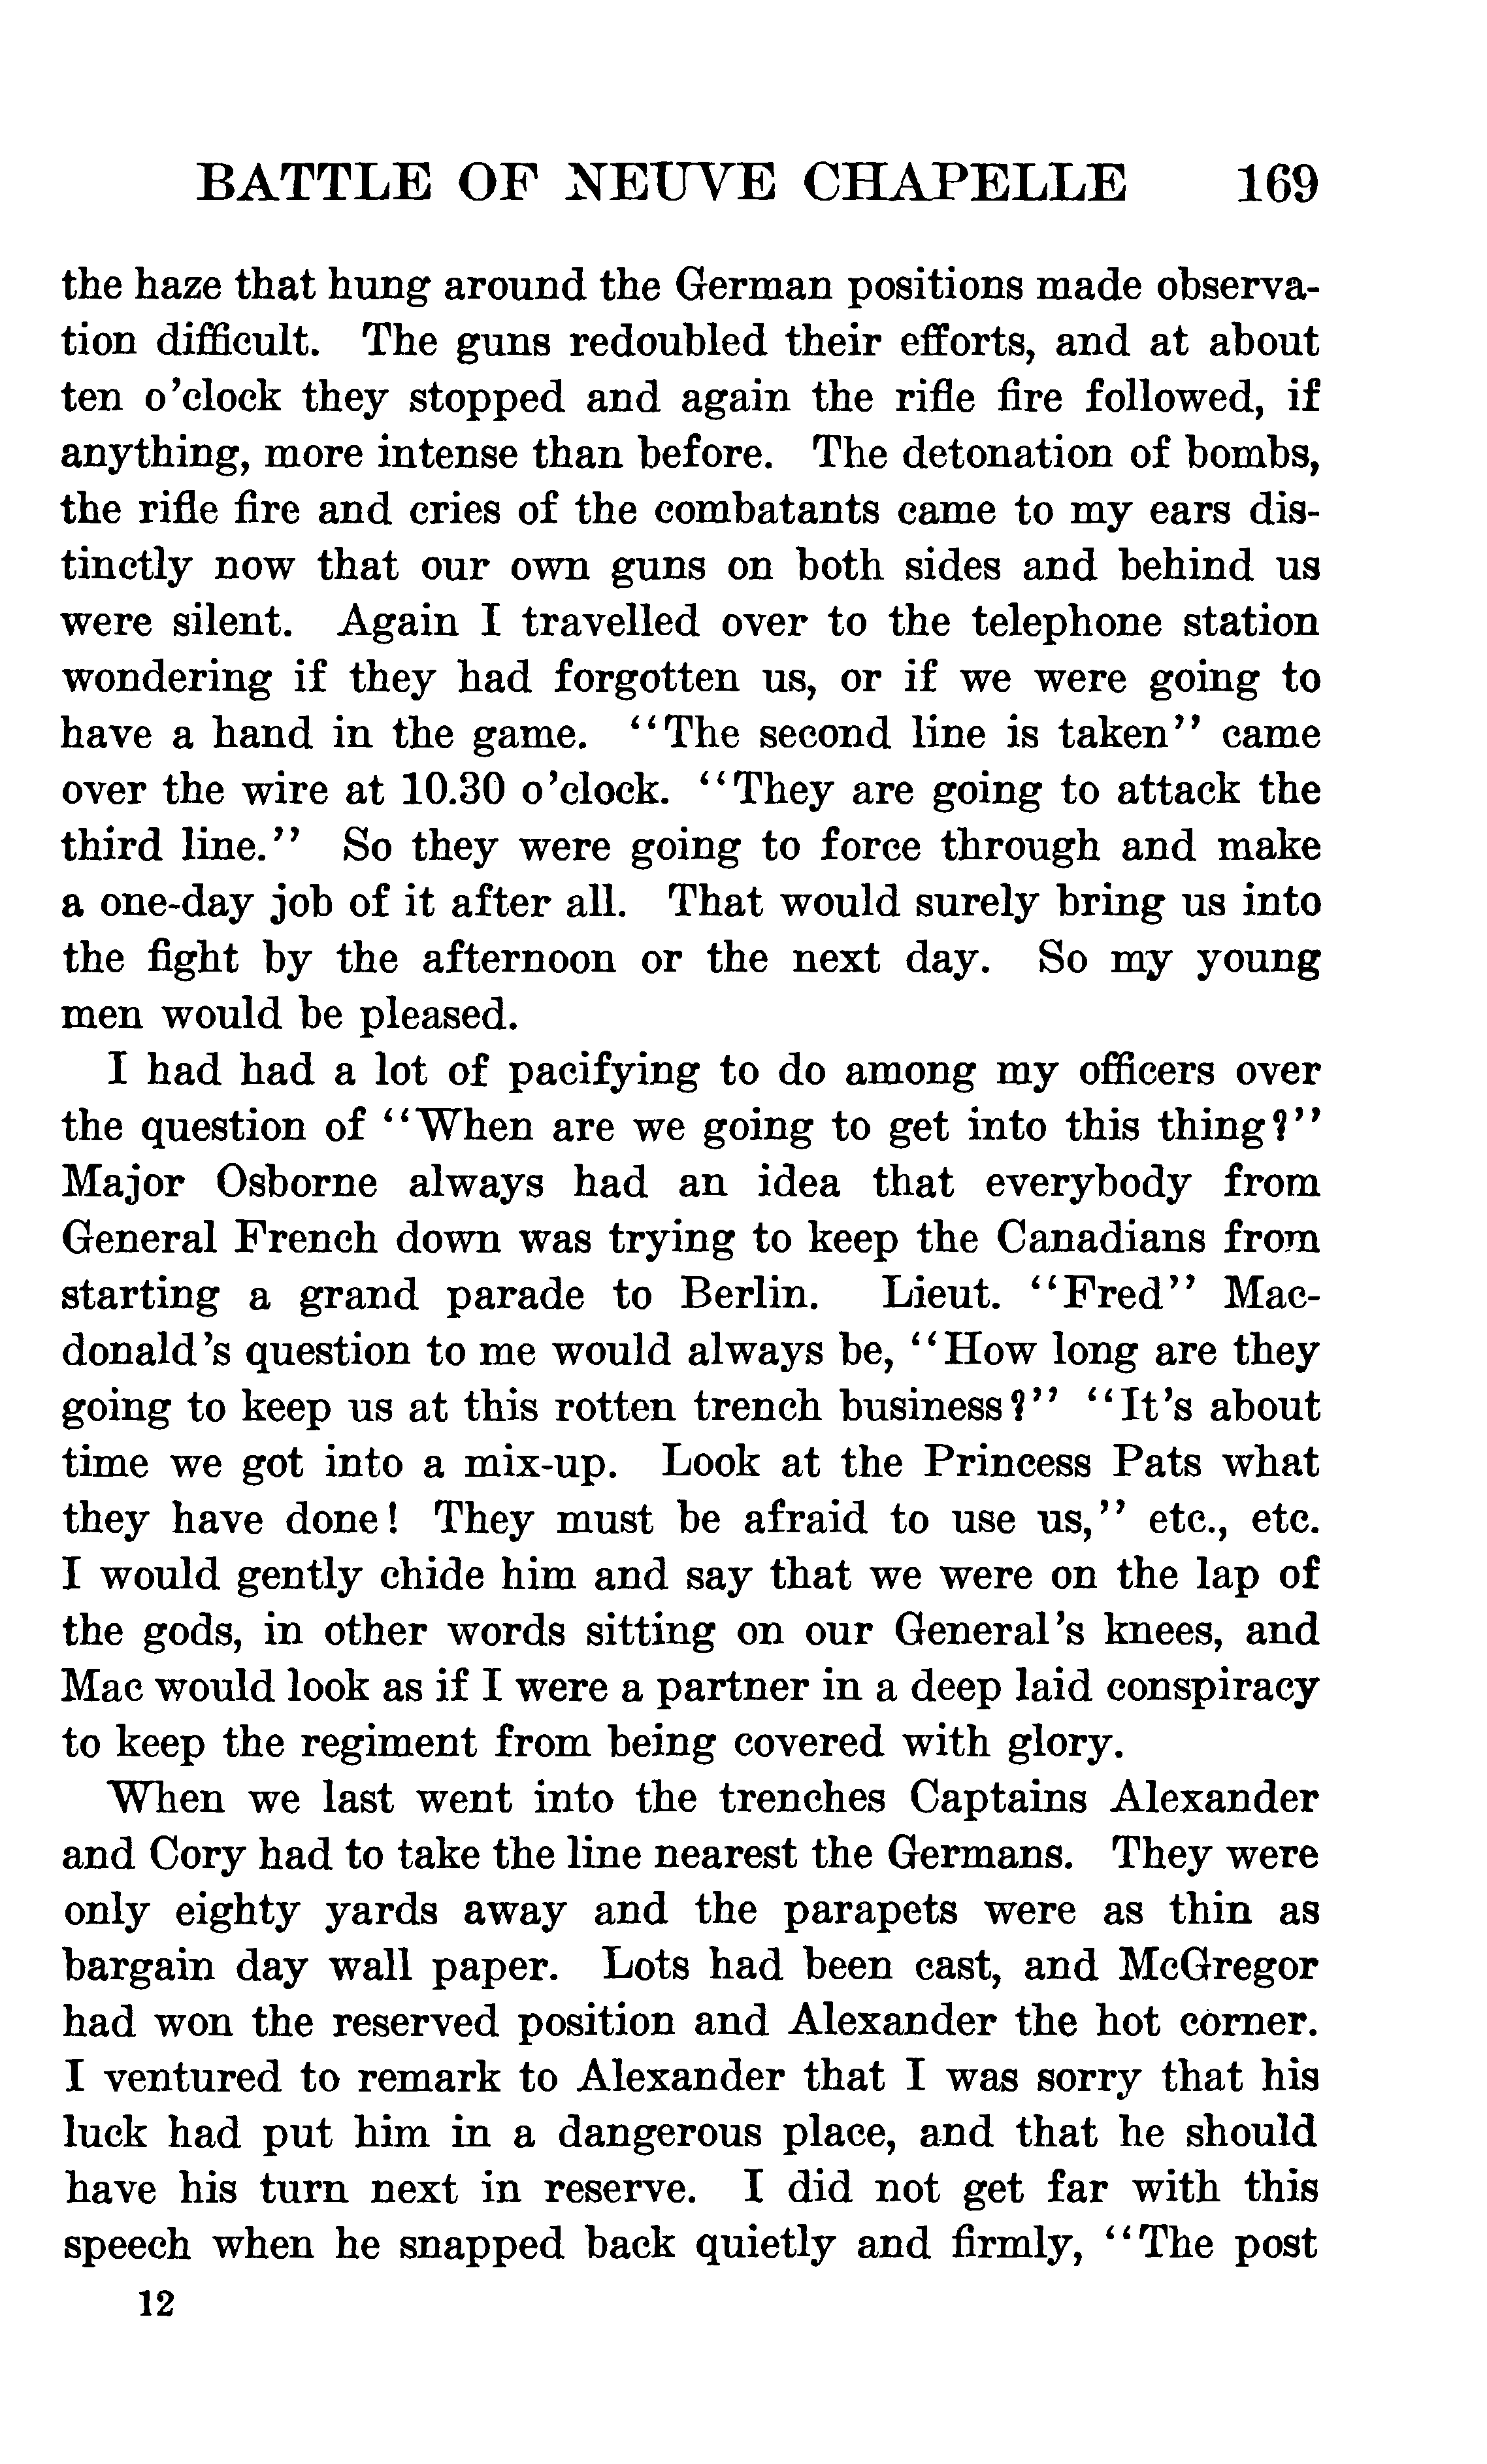 BATTLE OF NEUVE CHAPELLE 169
the haze that hung around the German positions made observa-
tion difficult. The guns redoubled their efforts, and at about
ten o'clock they stopped and again the rifle fire followed, if
anything, more intense than before. The detonation of bombs,
the rifle fire and cries of the combatants came to my ears dis-
tinctly now that our own guns on both sides and behind us
were silent. Again I travelled over to the telephone station
wondering if they had forgotten us, or if we were going to
have a hand in the game. "The second line is taken" came
over the wire at 10.30 o'clock. "They are going to attack the
third line." So they were going to force through and make
a one-day job of it after all. That would surely bring us into
the fight by the afternoon or the next day. So my young
men would be pleased.
I had had a lot of pacifying to do among my officers over
the question of "When are we going to get into this thing?"
Major Osborne always had an idea that everybody from
General French down was trying to keep the Canadians from
starting a grand parade to Berlin. Lieut. "Fred" Mac-
donald's question to me would always be, "How long are they
going to keep us at this rotten trench business?" "It's about
time we got into a mix-up. Look at the Princess Pats what
they have done! They must be afraid to use us," etc., etc.
I would gently chide him and say that we were on the lap of
the gods, in other words sitting on our General's knees, and
Mac would look as if I were a partner in a deep laid conspiracy
to keep the regiment from being covered with glory.
When we last went into the trenches Captains Alexander
and Cory had to take the line nearest the Germans. They were
only eighty yards away and the parapets were as thin as
bargain day wall paper. Lots had been cast, and McGregor
had won the reserved position and Alexander the hot corner.
I ventured to remark to Alexander that I was sorry that his
luck had put him in a dangerous place, and that he should
have his turn next in reserve. I did not get far with this
speech when he snapped back quietly and firmly, "The post
12